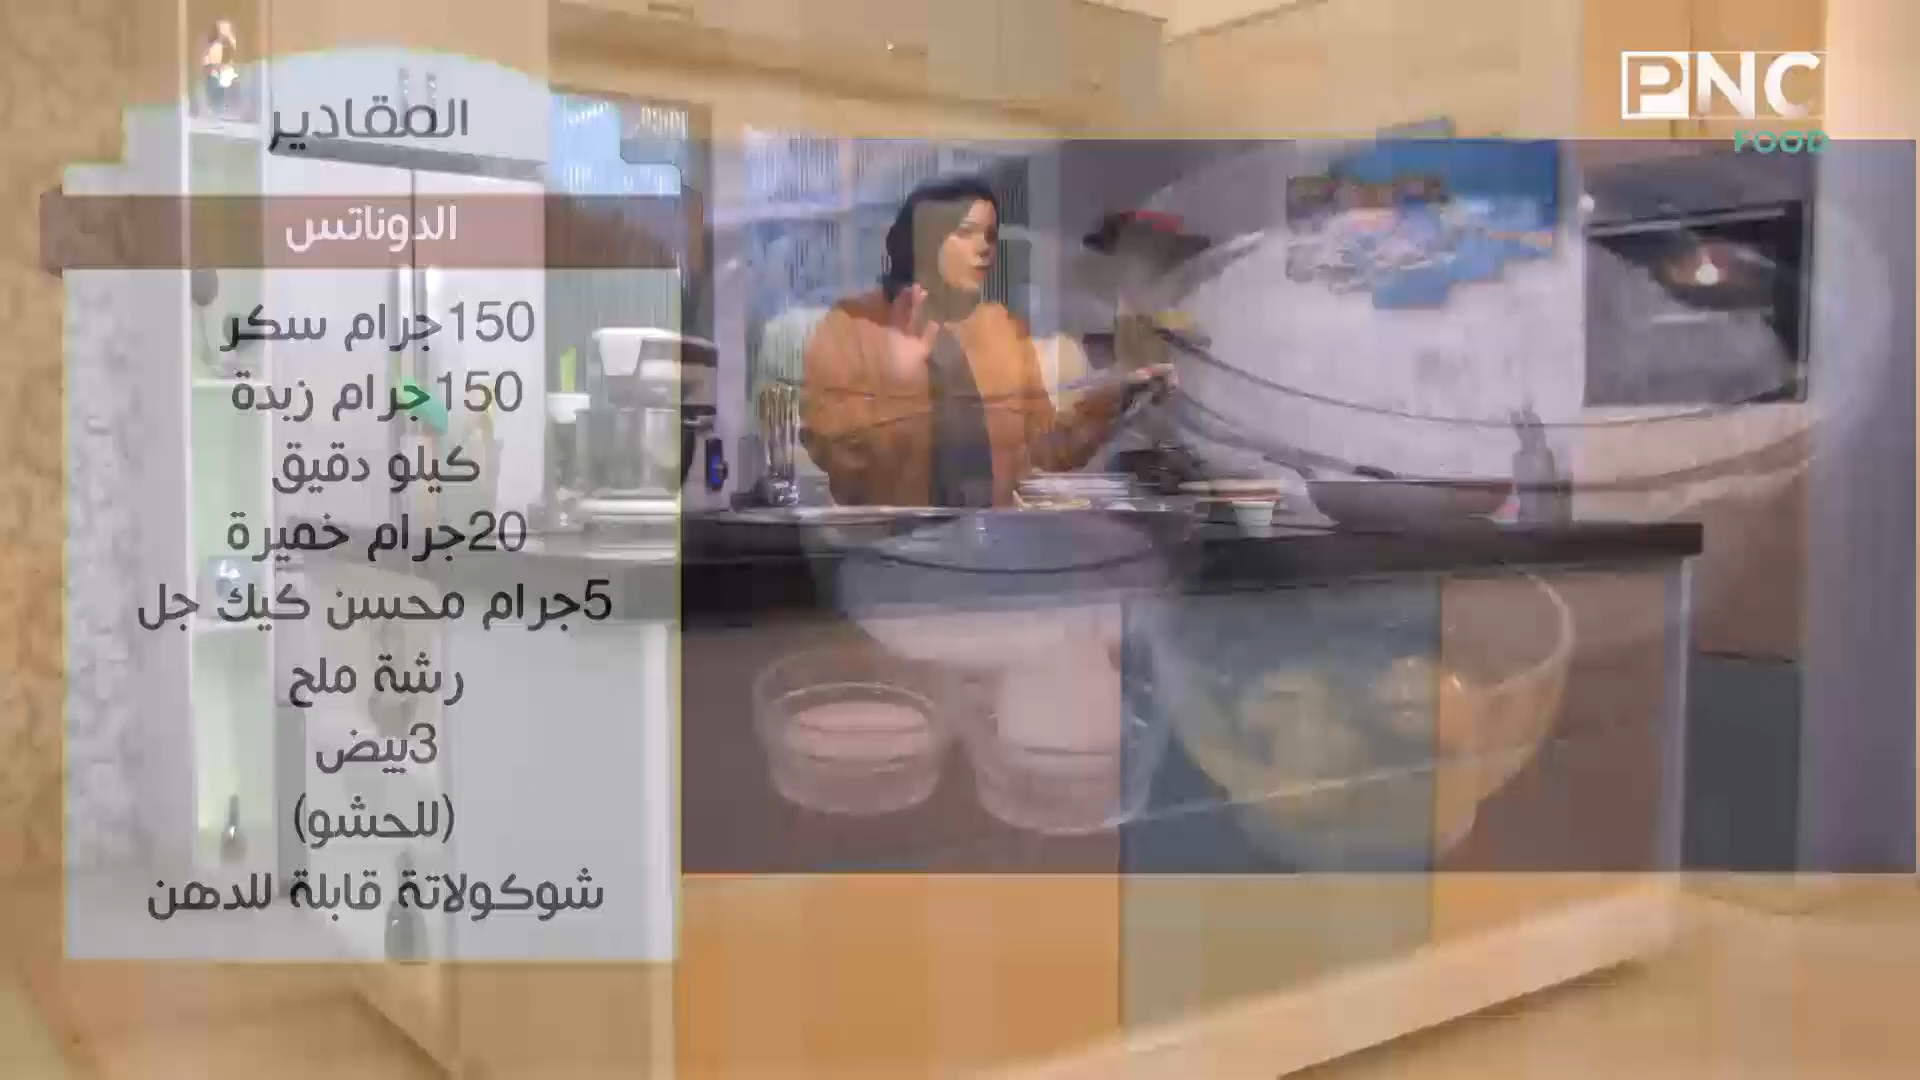 المقادير
الدوناتس
150جرام سكر
150جرام زبدة
كيلو دقيق
20جرام خميرة
5جرام محسن كيك جل
رشة ملح
3بيض
(للحشو)
شوكولاتة قابلة للدهن
PNC
FOOD